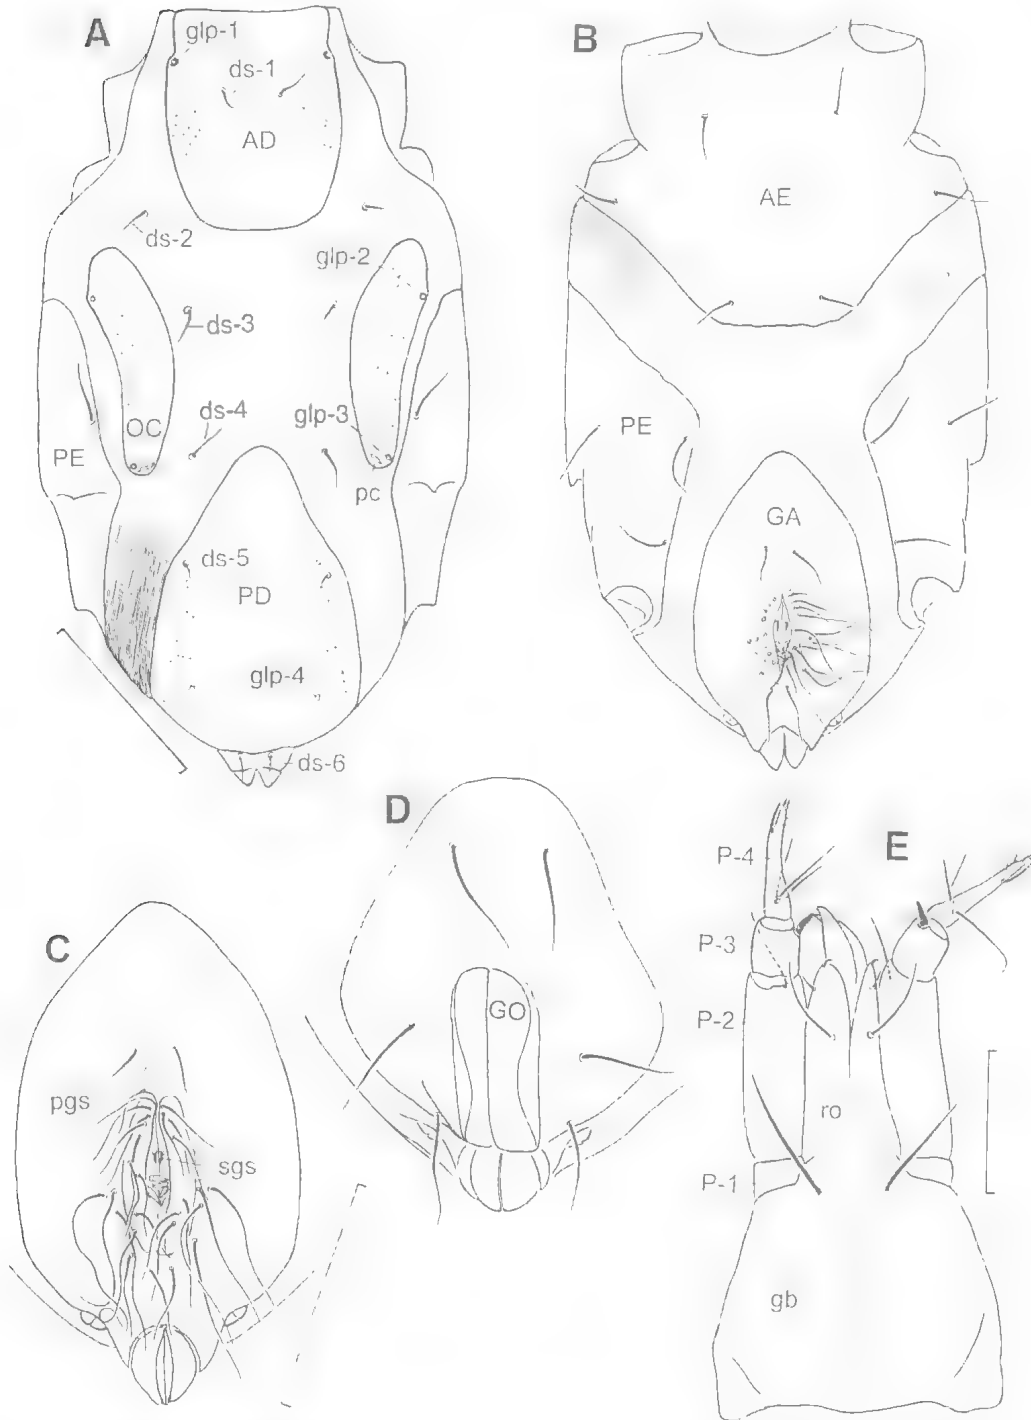 A
glp-1
ds-1
AD
ds-2
glp-2
ds-3
ds-4
glp-3
OC
PE
pc
ds-5
PD
glp-4
ds-6
B
AE
PE
GA
C
pgs
sgs
D
GO
E
P-4
P-3
P-2
ro
P-1
gb